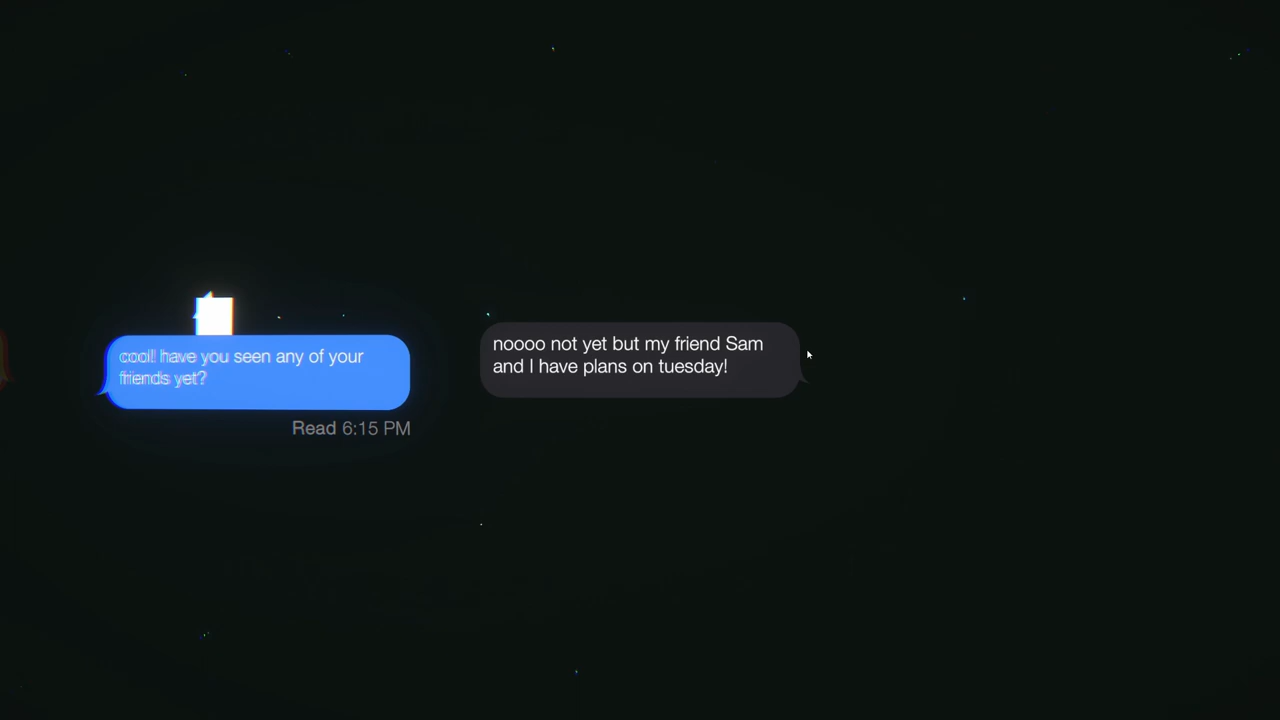 cool! have you seen any of your
friends yet?
Read 6:15 PM
noooo not yet but my friend Sam
and I have plans on tuesday!